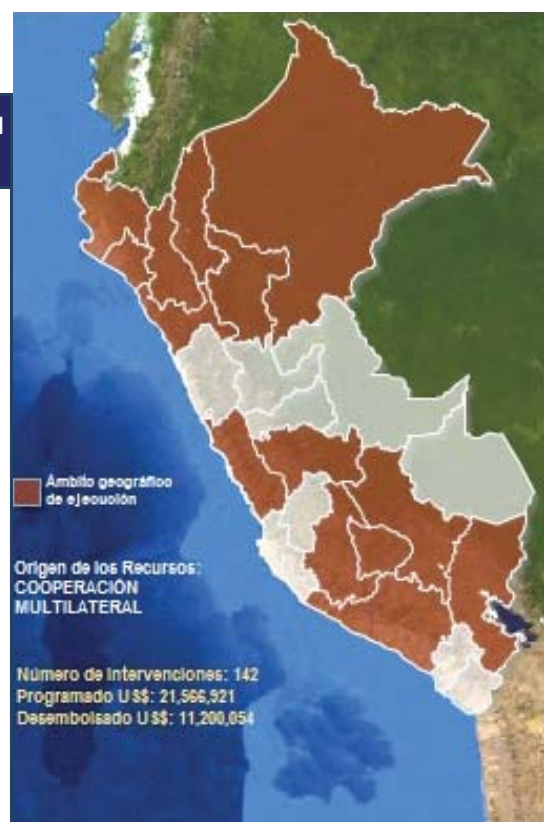 Ámbito geográfico
de ejecución
Origen de los Recursos:
COOPERACIÓN
MULTILATERAL
Número de Intervenciones: 142
Programado US$: 21,566,921
Desembolsado US$: 11,200,054